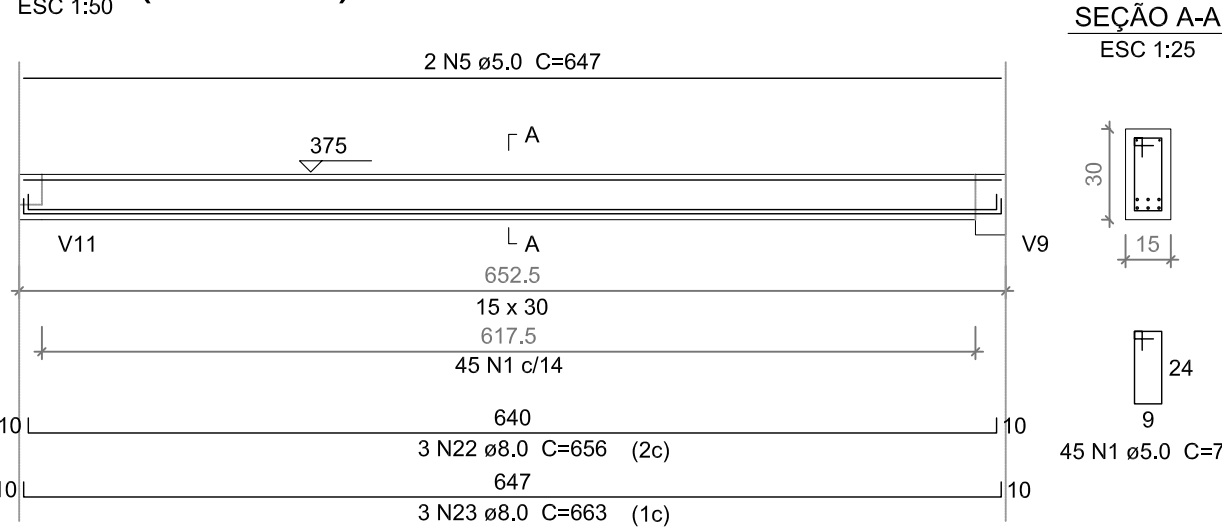 ESC 1:50
SEÇÃO A-A
ESC 1:25
2 N5 ø5.0 C=647
A
375
30
A
V11
V9
15
652.5
15 x 30
617.5
45 N1 c/14
24
9
45 N1 ø5.0 C=7
10
640
10
3 N22 ø8.0 C=656 (2c)
10
647
10
3 N23 ø8.0 C=663 (1c)